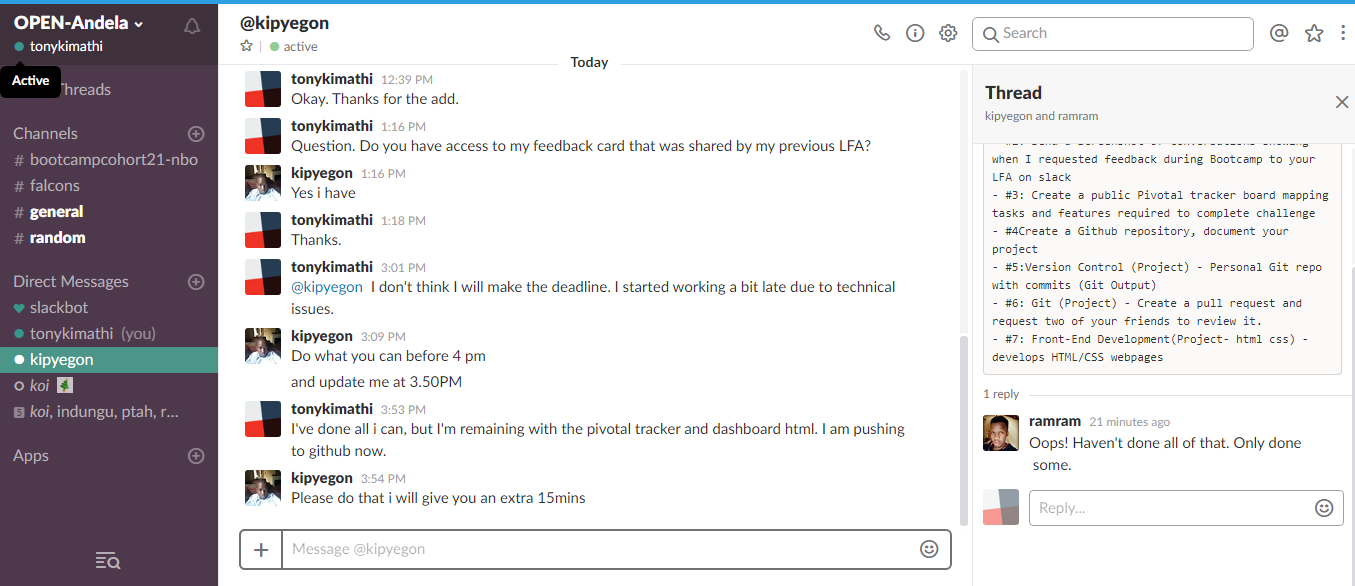 OPEN-Andela
tonykimathi
Active
Threads
Channels
# bootcampcohort21-nbo
# falcons
# general
# random
Direct Messages
slackbot
tonykimathi (you)
kipyegon
koi
5 koi, indungu, ptah, r...
Apps
@kipyegon
active
Search
Today
tonykimathi 12:39 PM
Okay. Thanks for the add.
tonykimathi 1:16 PM
Question. Do you have access to my feedback card that was shared by my previous LFA?
kipyegon 1:16 PM
Yes i have
tonykimathi 1:18 PM
Thanks.
tonykimathi 3:01 PM
@kipyegon I don't think I will make the deadline. I started working a bit late due to technical
issues.
kipyegon 3:09 PM
Do what you can before 4 pm
and update me at 3.50PM
tonykimathi 3:53 PM
I've done all i can, but I'm remaining with the pivotal tracker and dashboard html. I am pushing
to github now.
kipyegon 3:54 PM
Please do that i will give you an extra 15mins
Message @kipyegon
Thread
kipyegon and ramram
when I requested feedback during Bootcamp to your
LFA on slack
- #3: Create a public Pivotal tracker board mapping
tasks and features required to complete challenge
- #4Create a Github repository, document your
project
- #5:Version Control (Project) - Personal Git repo
with commits (Git Output)
- #6: Git (Project) - Create a pull request and
request two of your friends to review it.
- #7: Front-End Development(Project- html css) -
develops HTML/CSS webpages
1 reply
ramram 21 minutes ago
Oops! Haven't done all of that. Only done
some.
Reply...